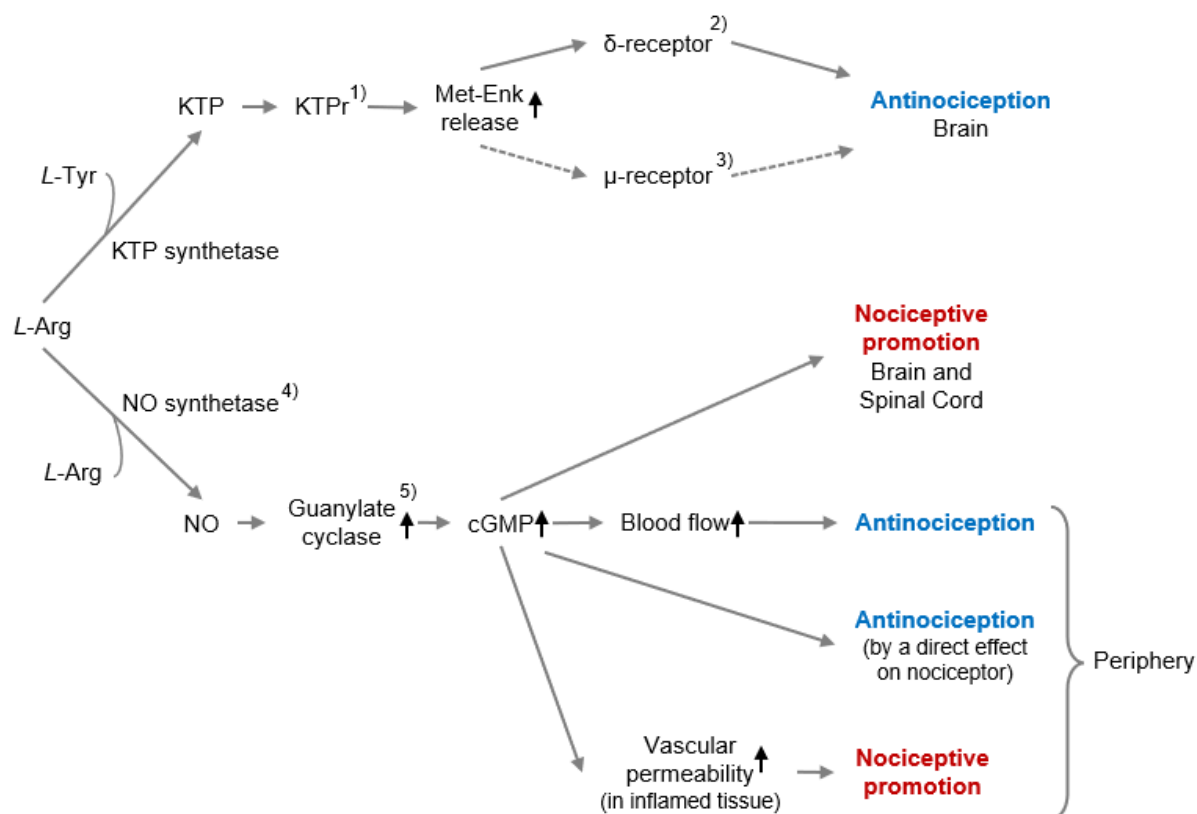 δ-receptor2)
KTP
KTPr1)
Met-Enk
release
Antinociception
Brain
μ-receptor3)
L-Tyr
KTP synthetase
L-Arg
Nociceptive
promotion
Brain and
Spinal Cord
NO synthetase4)
L-Arg
NO
Guanylate
cyclase
5)
cGMP
Blood flow
Antinociception
Antinociception
(by a direct effect
on nociceptor)
Periphery
Vascular
permeability
(in inflamed tissue)
Nociceptive
promotion